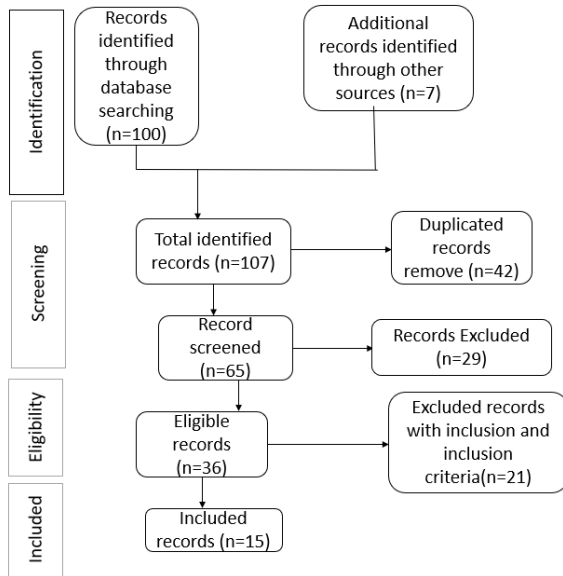 Identification
Records
identified
through
database
searching
(n=100)
Additional
records identified
through other
sources (n=7)
Screening
Total identified
records (n=107)
Duplicated
records
remove (n=42)
Record
screened
(n=65)
Records Excluded
(n=29)
Eligibility
Eligible
records
(n=36)
Excluded records
with inclusion and
inclusion
criteria(n=21)
Included
Included
records (n=15)